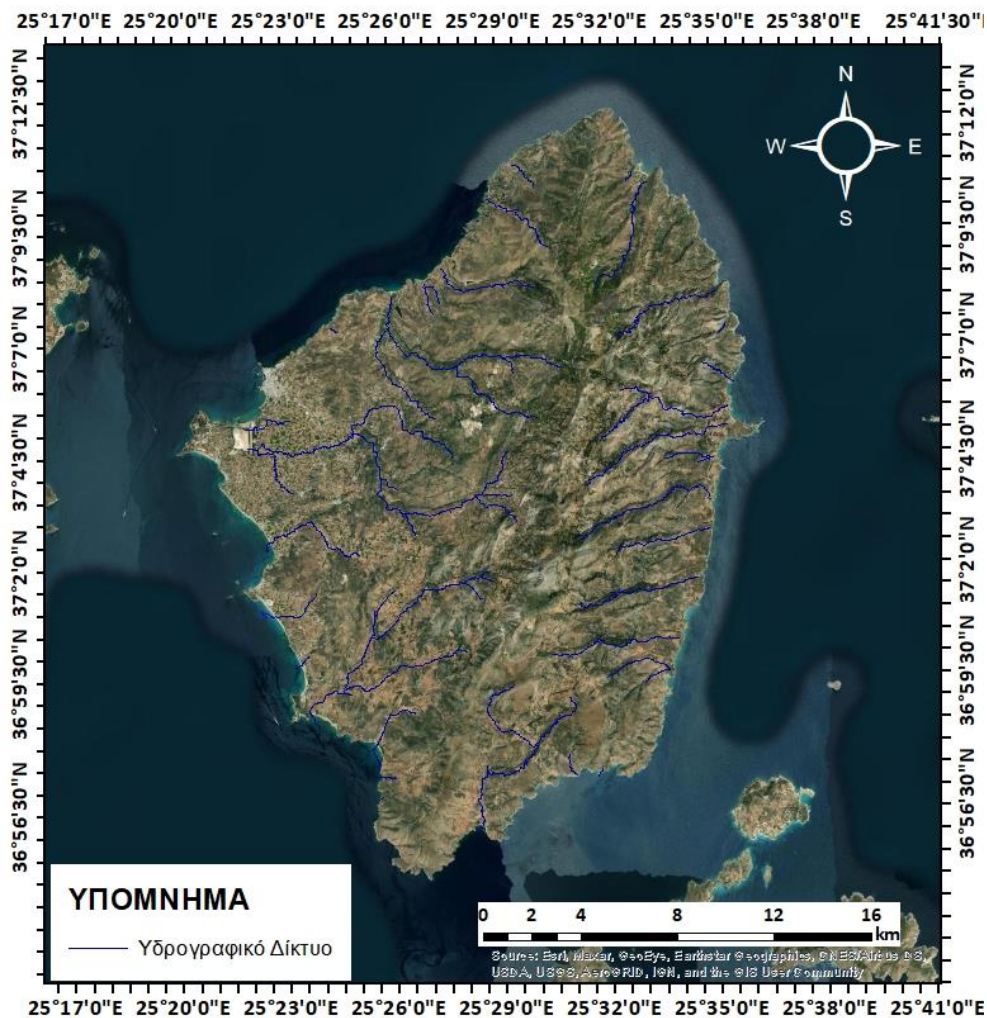 25°17'0"E 25°20'0"E 25°23'0"E 25°26'0"E 25°29'0"E 25°32'0"E 25°35'0"E 25°38'0"E 25°41'30"E
37°12'30"N
37°9'30"N
37°7'0"N
37°4'30"N
37°2'0"N
36°59'30"N
36°56'30"N
N
W E
S
37°12'0"N
37°9'30"N
37°7'0"N
37°4'30"N
37°2'0"N
36°59'30"N
36°56'30"N
ΥΠΟΜΝΗΜΑ
Υδρογραφικό Δίκτυο
0 2 4 8 12 16
km
Source: Esri, Maxar, GeoEye, Earthstar Geographics, CNES/Airbus DS,
USDA, USGS, AeroGRID, IGN, and the GIS User Community
25°17'0"E 25°20'0"E 25°23'0"E 25°26'0"E 25°29'0"E 25°32'0"E 25°35'0"E 25°38'0"E 25°41'0"E